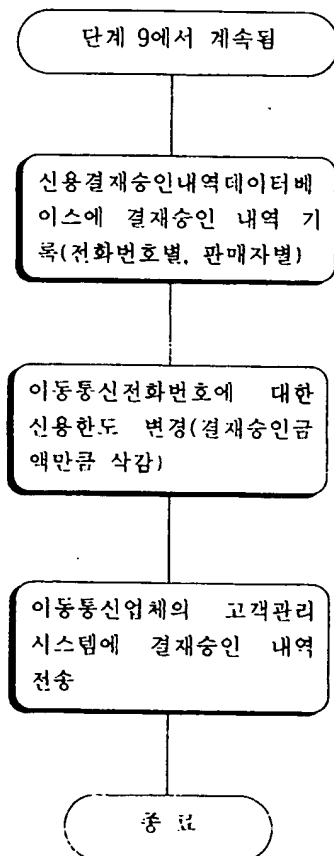 단계 9에서 계속됨
신용결재승인내역데이터베
이스에 결재승인 내역 기
록(전화번호별, 판매자별)
이동통신전화번호에 대한
신용한도 변경(결재승인금
액만큼 삭감)
이동통신업체의 고객관리
시스템에 결재승인 내역
전송
종 료